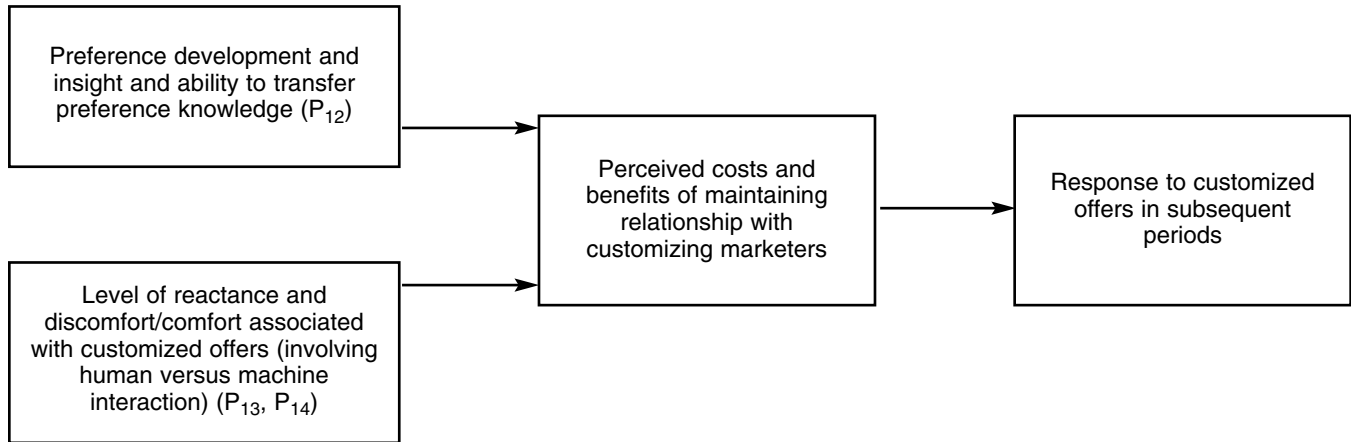 Preference development and
insight and ability to transfer
preference knowledge (P12)
Level of reactance and
discomfort/comfort associated
with customized offers (involving
human versus machine
interaction) (P13, P14)
Perceived costs and
benefits of maintaining
relationship with
customizing marketers
Response to customized
offers in subsequent
periods